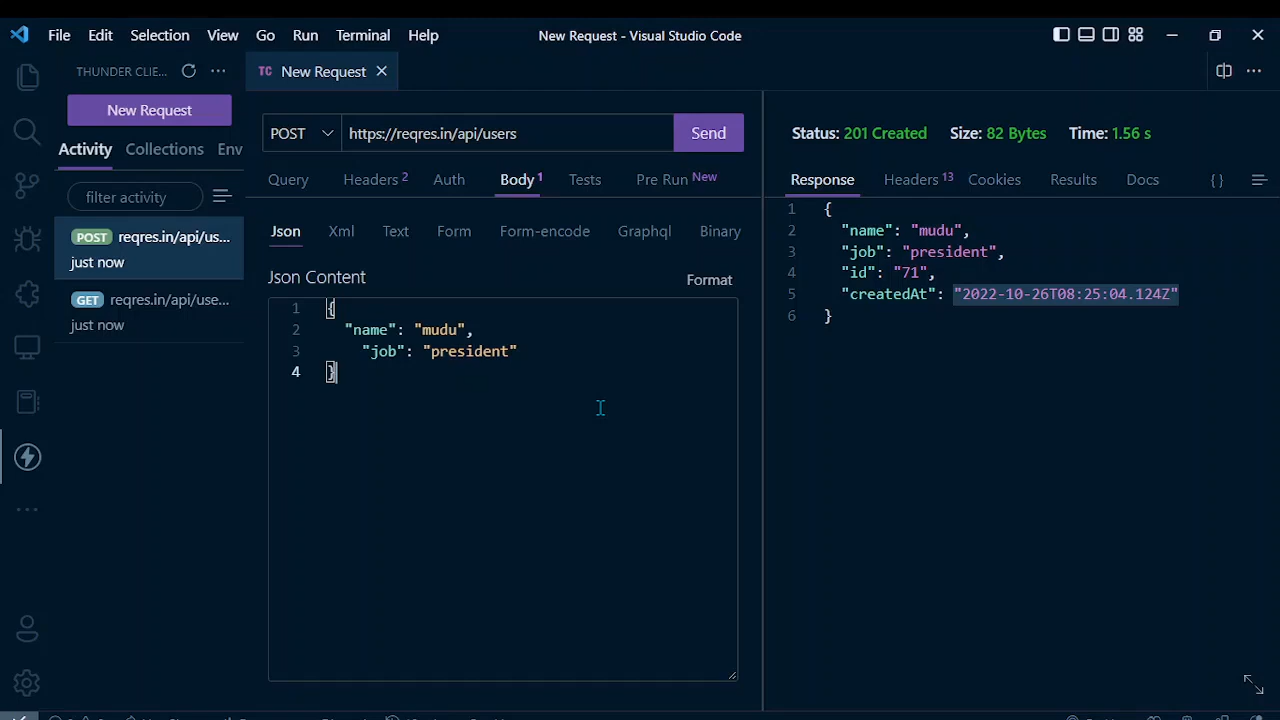 File Edit Selection View Go Run Terminal Help
New Request - Visual Studio Code
THUNDER CLIE...
TC New Request
New Request
Activity Collections Env
filter activity
POST reqres.in/api/us...
just now
GET reqres.in/api/use...
just now
POST https://reqres.in/api/users Send
Query Headers 2 Auth Body 1 Tests Pre Run New
Json Xml Text Form Form-encode Graphql Binary
Json Content
Format
1 {
2 "name": "mudu",
3 "job": "president"
4 }
Status: 201 Created Size: 82 Bytes Time: 1.56 s
Response Headers 13 Cookies Results Docs { }
1 {
2 "name": "mudu",
3 "job": "president",
4 "id": "71",
5 "createdAt": "2022-10-26T08:25:04.124Z"
6 }